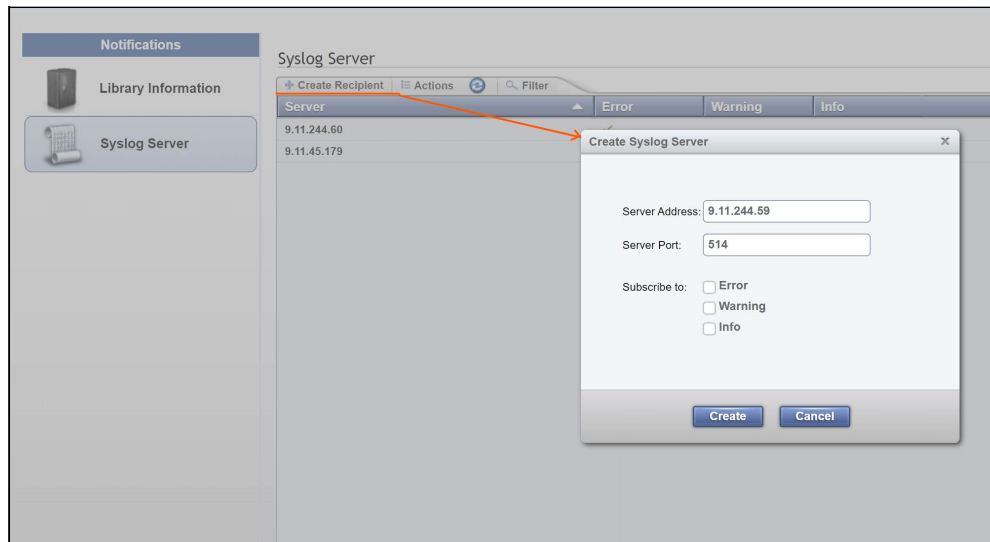 Notifications
Library Information
Syslog Server
Syslog Server
Create Recipient Actions Filter
Server Error Warning Info
9.11.244.60
9.11.45.179
Create Syslog Server x
Server Address: 9.11.244.59
Server Port: 514
Subscribe to: Error
Warning
Info
Create Cancel